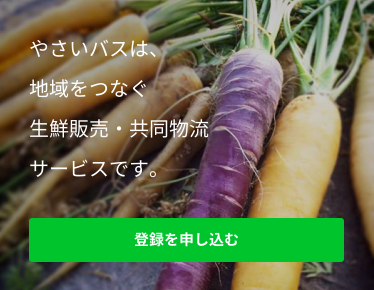 やさいバスは、
地域をつなぐ
生鮮販売・共同物流
サービスです。
登録を申し込む